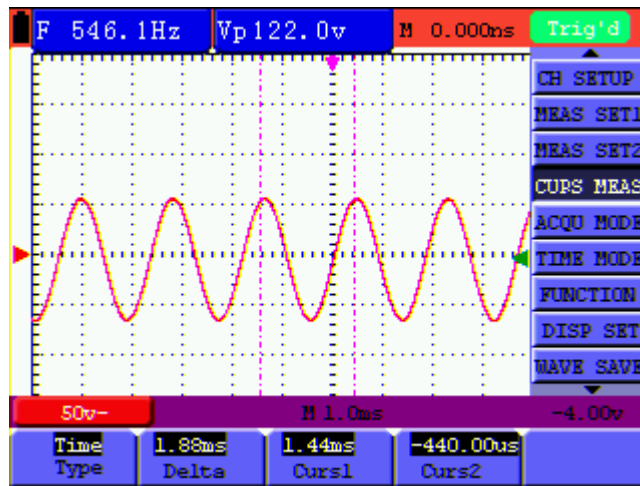 F 546.1Hz Vp122.0v M 0.000ns Trig'd
CH SETUP
MEAS SET1
MEAS SET2
CURS MEAS
ACQU MODE
TIME MODE
FUNCTION
DISP SET
WAVE SAVE
50v~ M 1.0ms -4.00v
Time 1.88ms 1.44ms -440.00us
Type Delta Curs1 Curs2